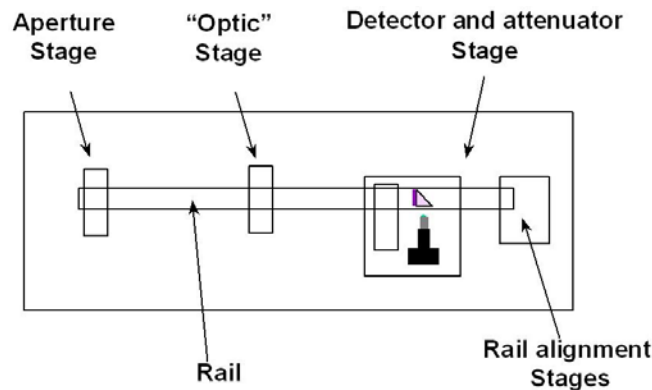 Aperture
Stage
“Optic”
Stage
Detector and attenuator
Stage
Rail
Rail alignment
Stages